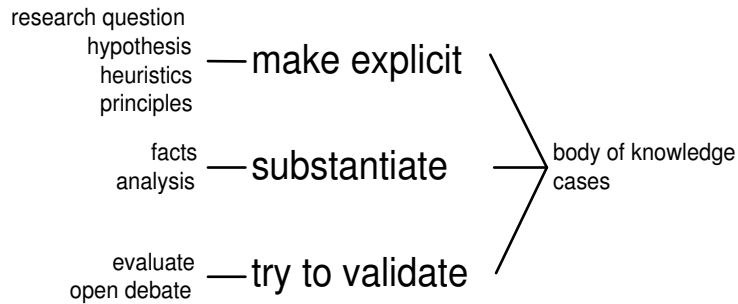 research question
hypothesis
heuristics
principles
make explicit
facts
analysis
substantiate
body of knowledge
cases
evaluate
open debate
try to validate